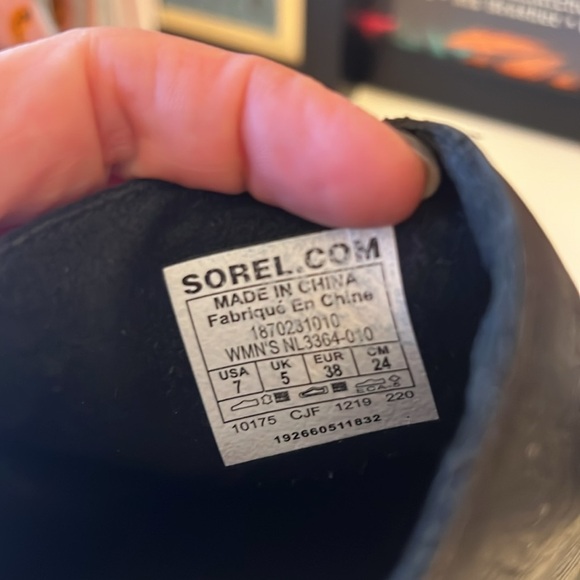 SOREL.COM
MADE IN CHINA
Fabriqué En Chine
1870231010
WMN'S NL3364-010
USA 7 UK 5 EUR 38 CM 24
10175 CJF 1219 220
192660511832